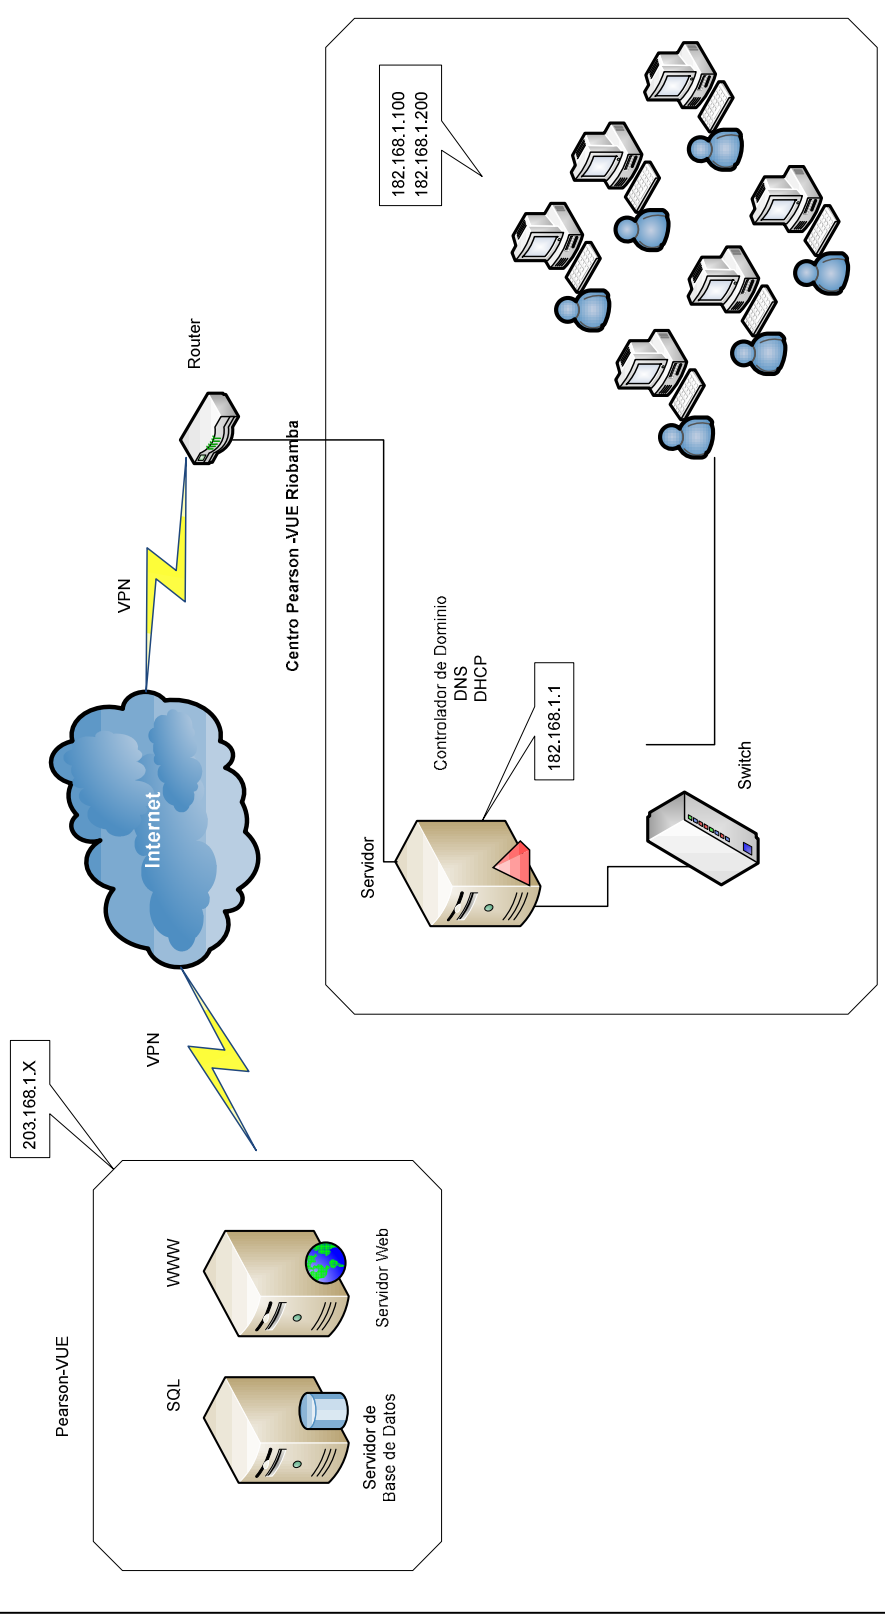 Pearson-VUE
203.168.1.X
SQL
WWW
Servidor de
Base de Datos
Servidor Web
VPN
Internet
VPN
Router
Centro Pearson -VUE Riobamba
Servidor
Controlador de Dominio
DNS
DHCP
182.168.1.1
Switch
182.168.1.100
182.168.1.200